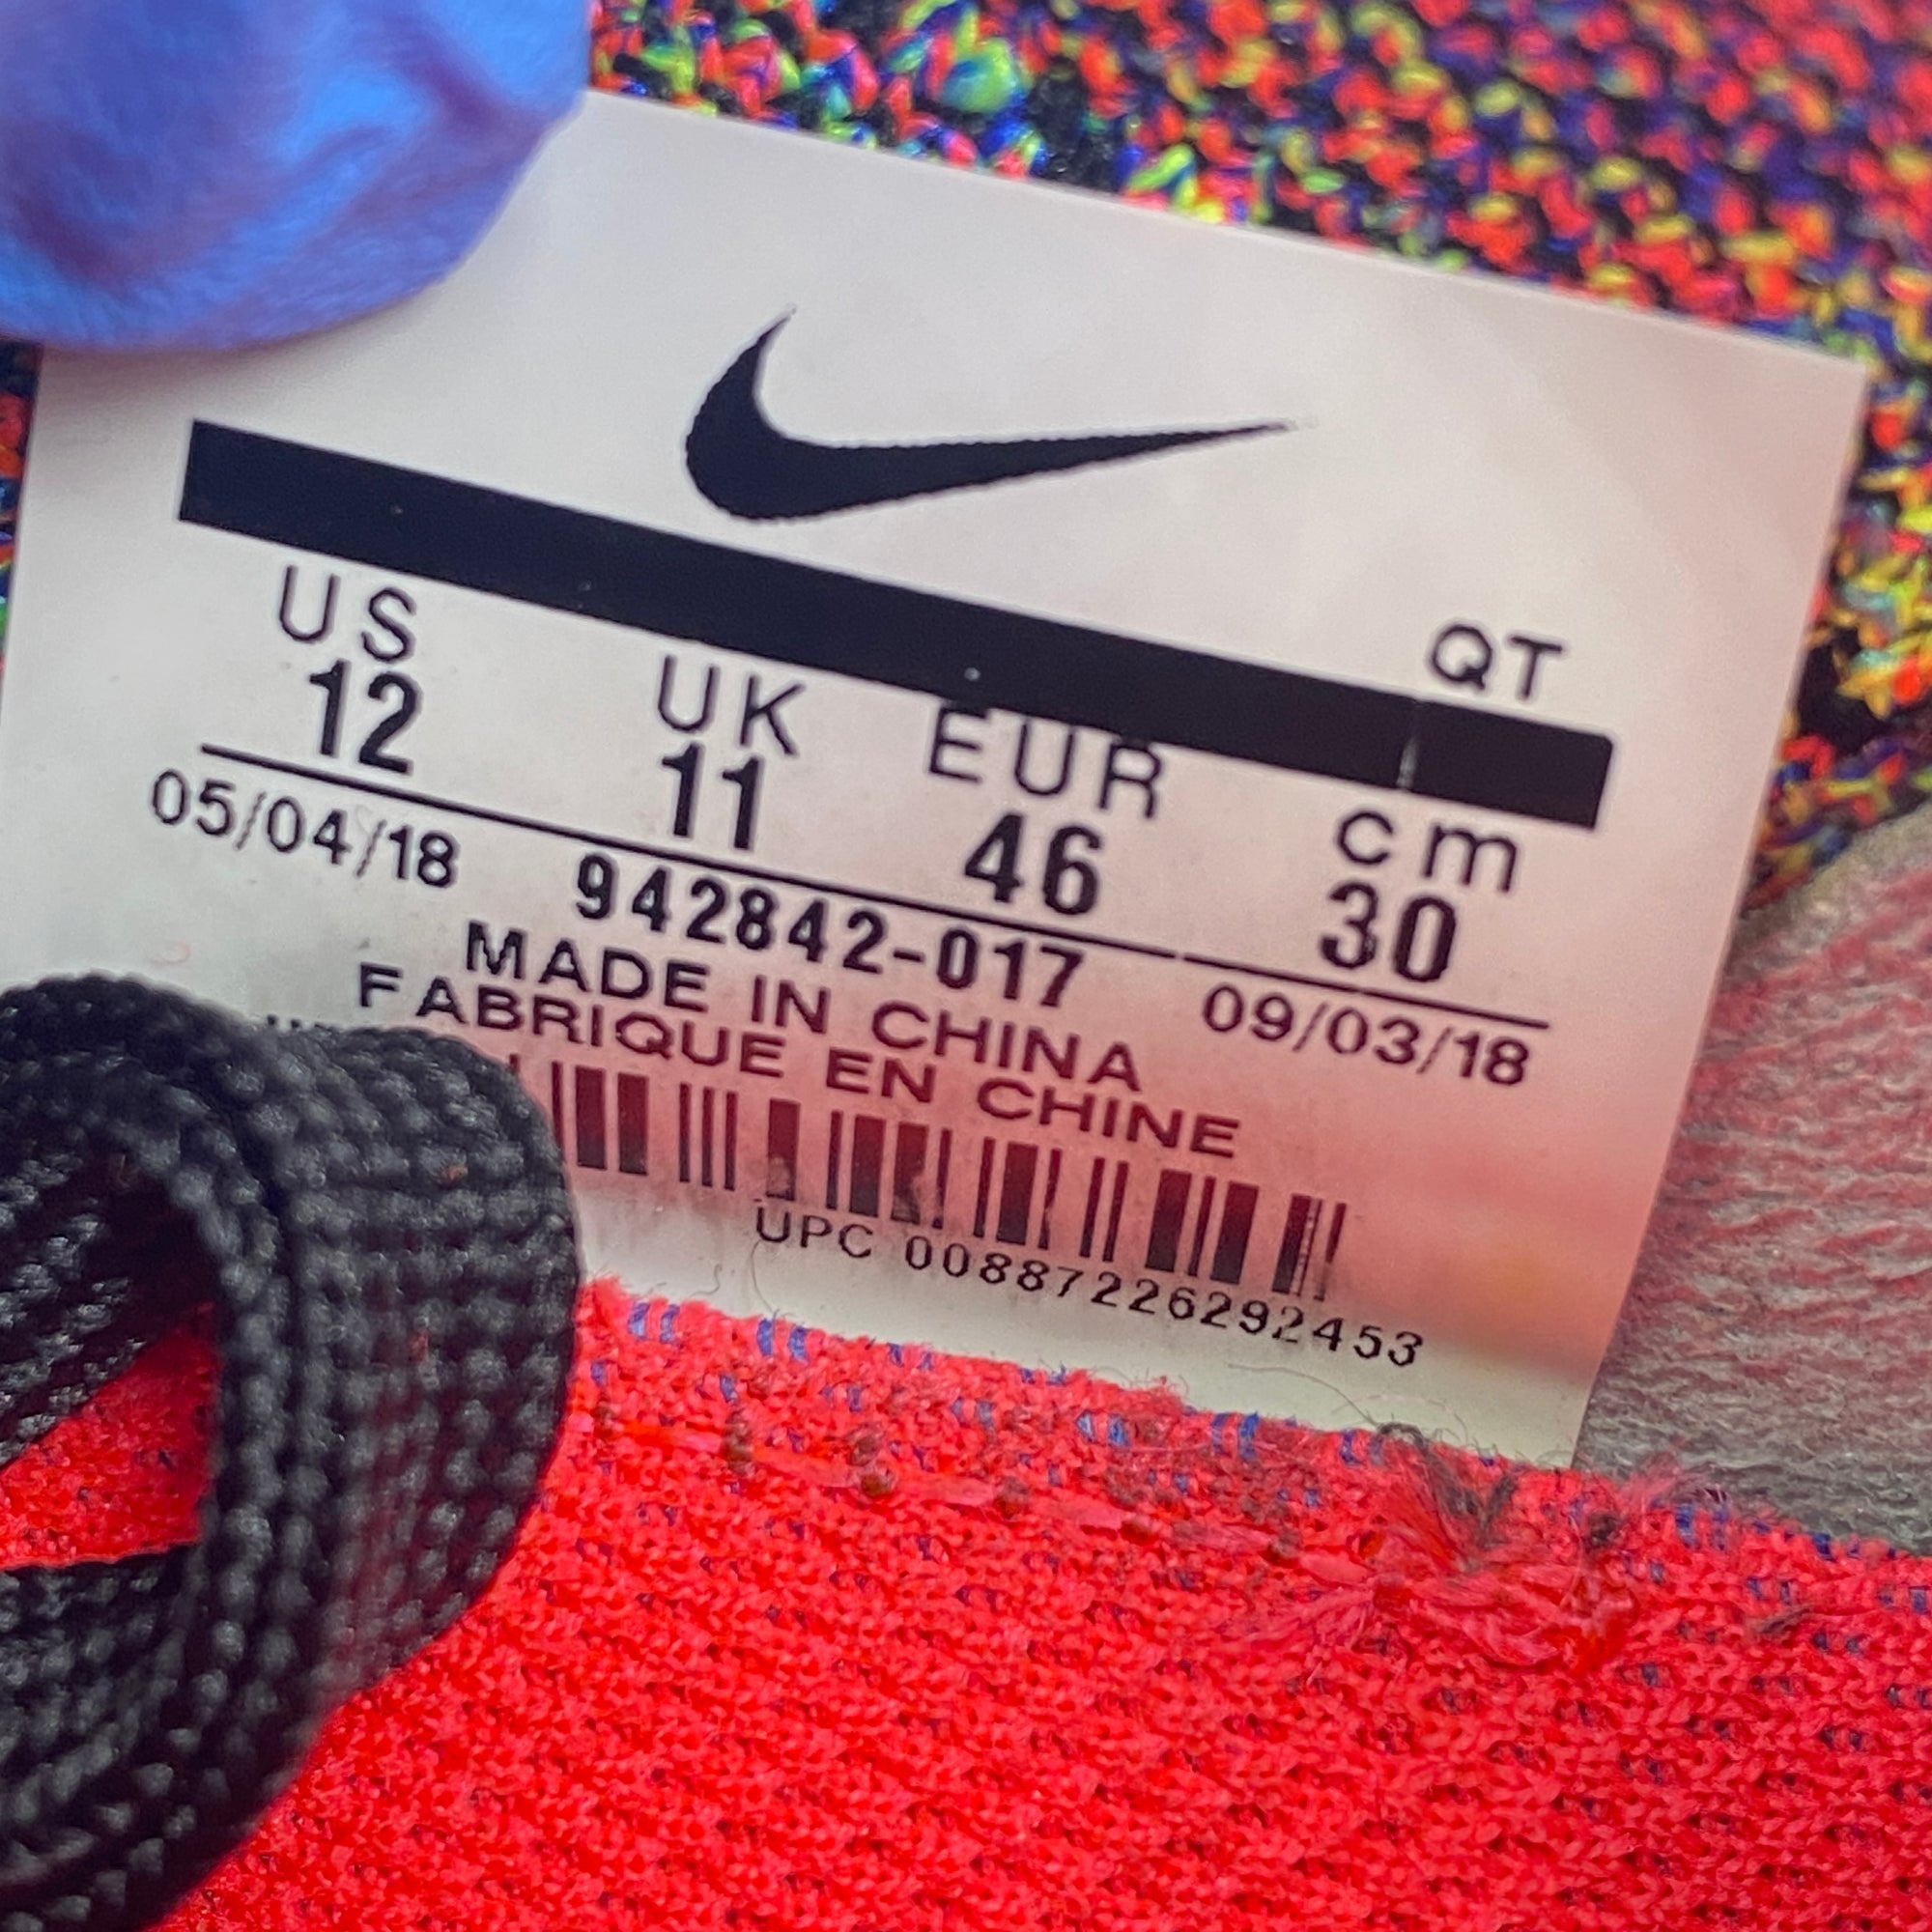 QT
US UK EUR cm
12 11 46 30
05/04/18 942842-017 09/03/18
MADE IN CHINA
FABRIQUE EN CHINE
UPC 00887226292453